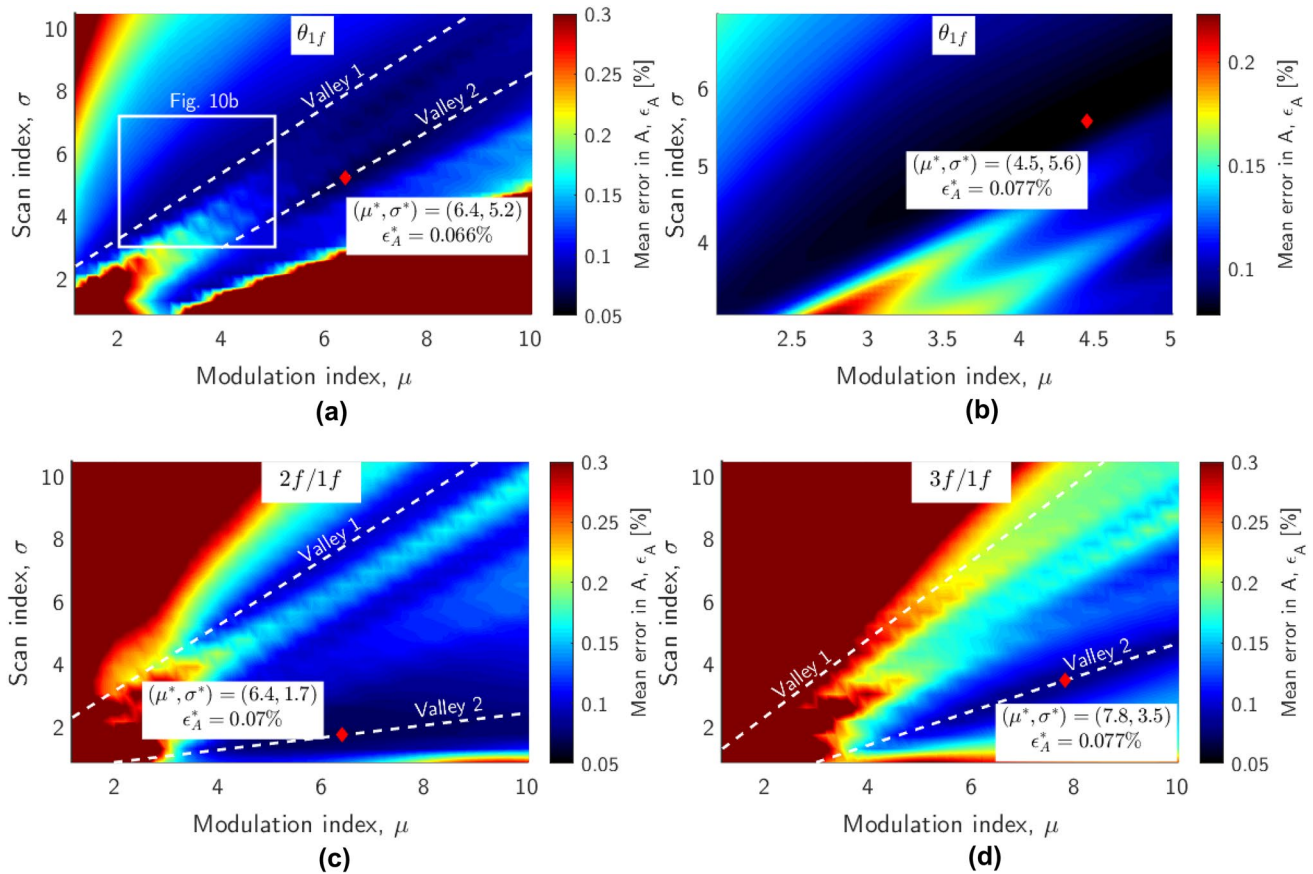 10
8
6
4
2
Scan index, σ
θ1f
Fig. 10b
Valley 1
Valley 2
(μ*, σ*) = (6.4, 5.2)
ϵ*A = 0.066%
2 4 6 8 10
Modulation index, μ
0.3
0.25
0.2
0.15
0.1
0.05
Mean error in A, ϵA [%]
(a)
6
5
4
Scan index, σ
θ1f
(μ*, σ*) = (4.5, 5.6)
ϵ*A = 0.077%
2.5 3 3.5 4 4.5 5
Modulation index, μ
0.2
0.15
0.1
Mean error in A, ϵA [%]
(b)
10
8
6
4
2
Scan index, σ
2f/1f
Valley 1
(μ*, σ*) = (6.4, 1.7)
ϵ*A = 0.07%
Valley 2
2 4 6 8 10
Modulation index, μ
0.3
0.25
0.2
0.15
0.1
0.05
Mean error in A, ϵA [%]
(c)
10
8
6
4
2
Scan index, σ
3f/1f
Valley 1
Valley 2
(μ*, σ*) = (7.8, 3.5)
ϵ*A = 0.077%
2 4 6 8 10
Modulation index, μ
0.3
0.25
0.2
0.15
0.1
0.05
Mean error in A, ϵA [%]
(d)